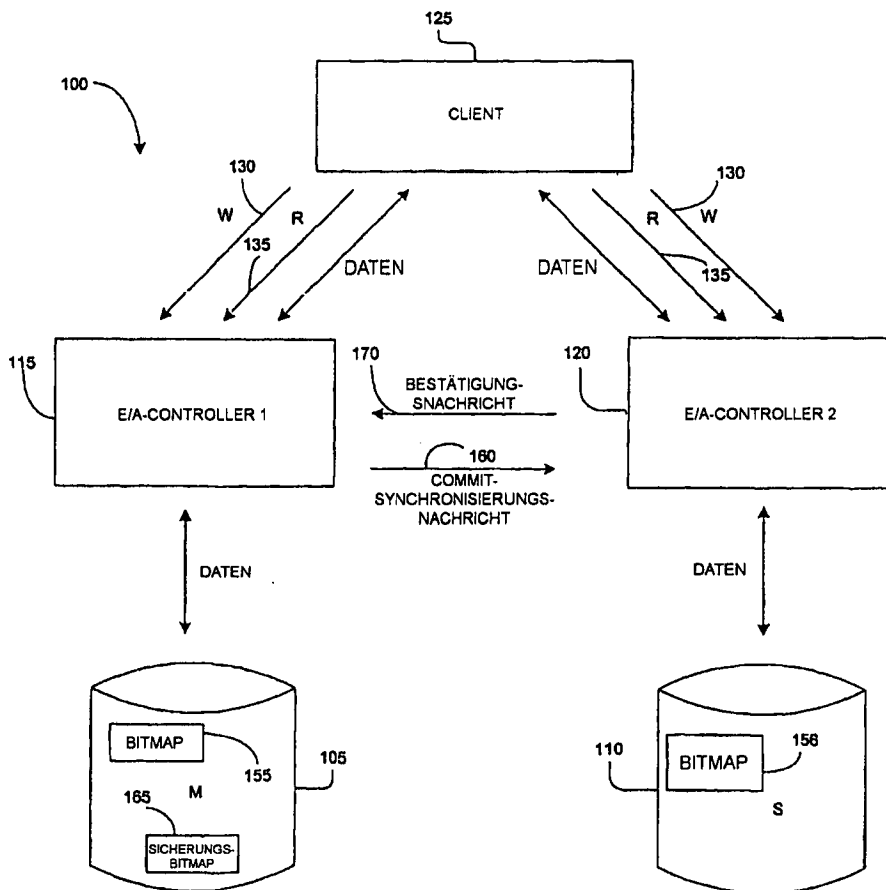 125
100
CLIENT
130
130
W
R
R
W
135
135
DATEN
DATEN
115
170
120
BESTÄTIGUNG-
SNACHRICHT
E/A-CONTROLLER 1
E/A-CONTROLLER 2
160
COMMIT-
SYNCHRONISIERUNGS-
NACHRICHT
DATEN
DATEN
BITMAP
155
105
M
165
SICHERUNGS-
BITMAP
110
BITMAP
156
S